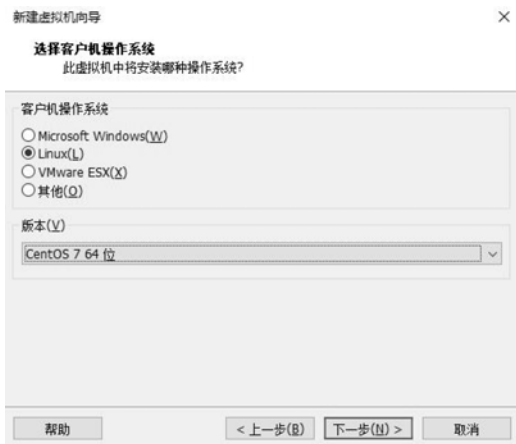 新建虚拟机向导
选择客户机操作系统
此虚拟机中将安装哪种操作系统?
客户机操作系统
Microsoft Windows(W)
Linux(L)
VMware ESX(X)
其他(O)
版本(V)
CentOS 7 64 位
帮助 < 上一步(B) 下一步(N) > 取消